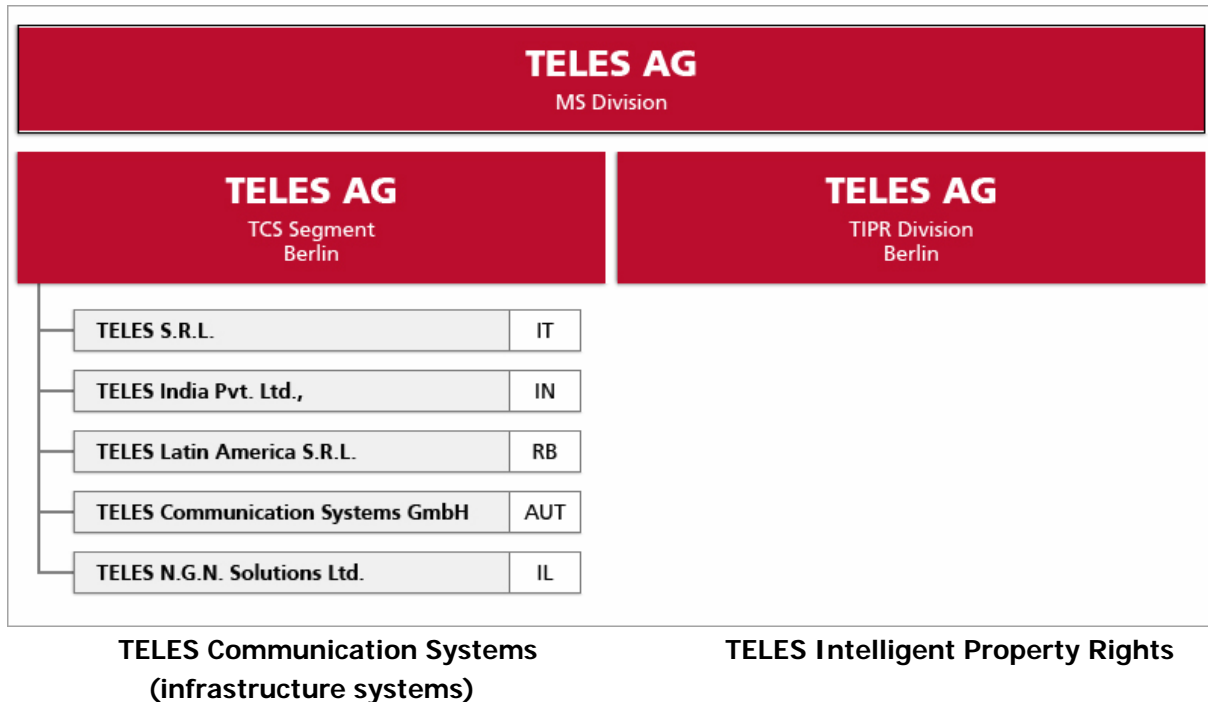 TELES AG
MS Division
TELES AG
TCS Segment
Berlin
TELES AG
TIPR Division
Berlin
TELES S.R.L. IT
TELES India Pvt. Ltd., IN
TELES Latin America S.R.L. RB
TELES Communication Systems GmbH AUT
TELES N.G.N. Solutions Ltd. IL
TELES Communication Systems
(infrastructure systems)
TELES Intelligent Property Rights